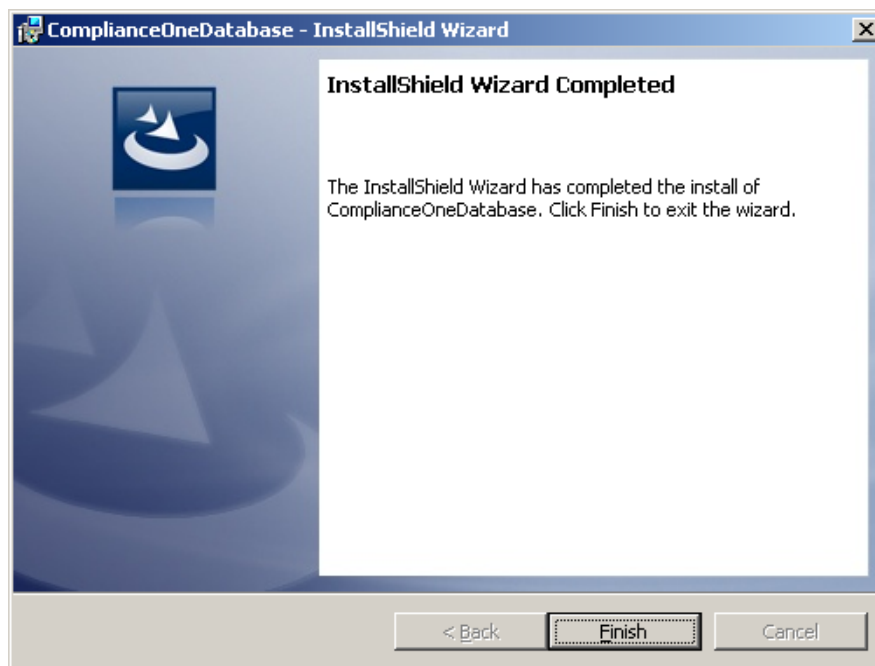 ComplianceOneDatabase - InstallShield Wizard
InstallShield Wizard Completed
The InstallShield Wizard has completed the install of
ComplianceOneDatabase. Click Finish to exit the wizard.
< Back
Finish
Cancel